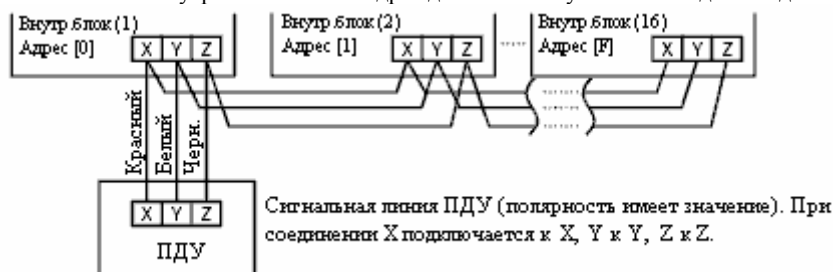 Внутр.блок (1)
Адрес [0]
X Y Z
Внутр.блок (2)
Адрес [1]
X Y Z
Внутр.блок (16)
Адрес [F]
X Y Z
Красный
Белый
Черн.
X Y Z
ПДУ
Сигнальная линия ПДУ (полярность имеет значение). При
соединении X подключается к X, Y к Y, Z к Z.